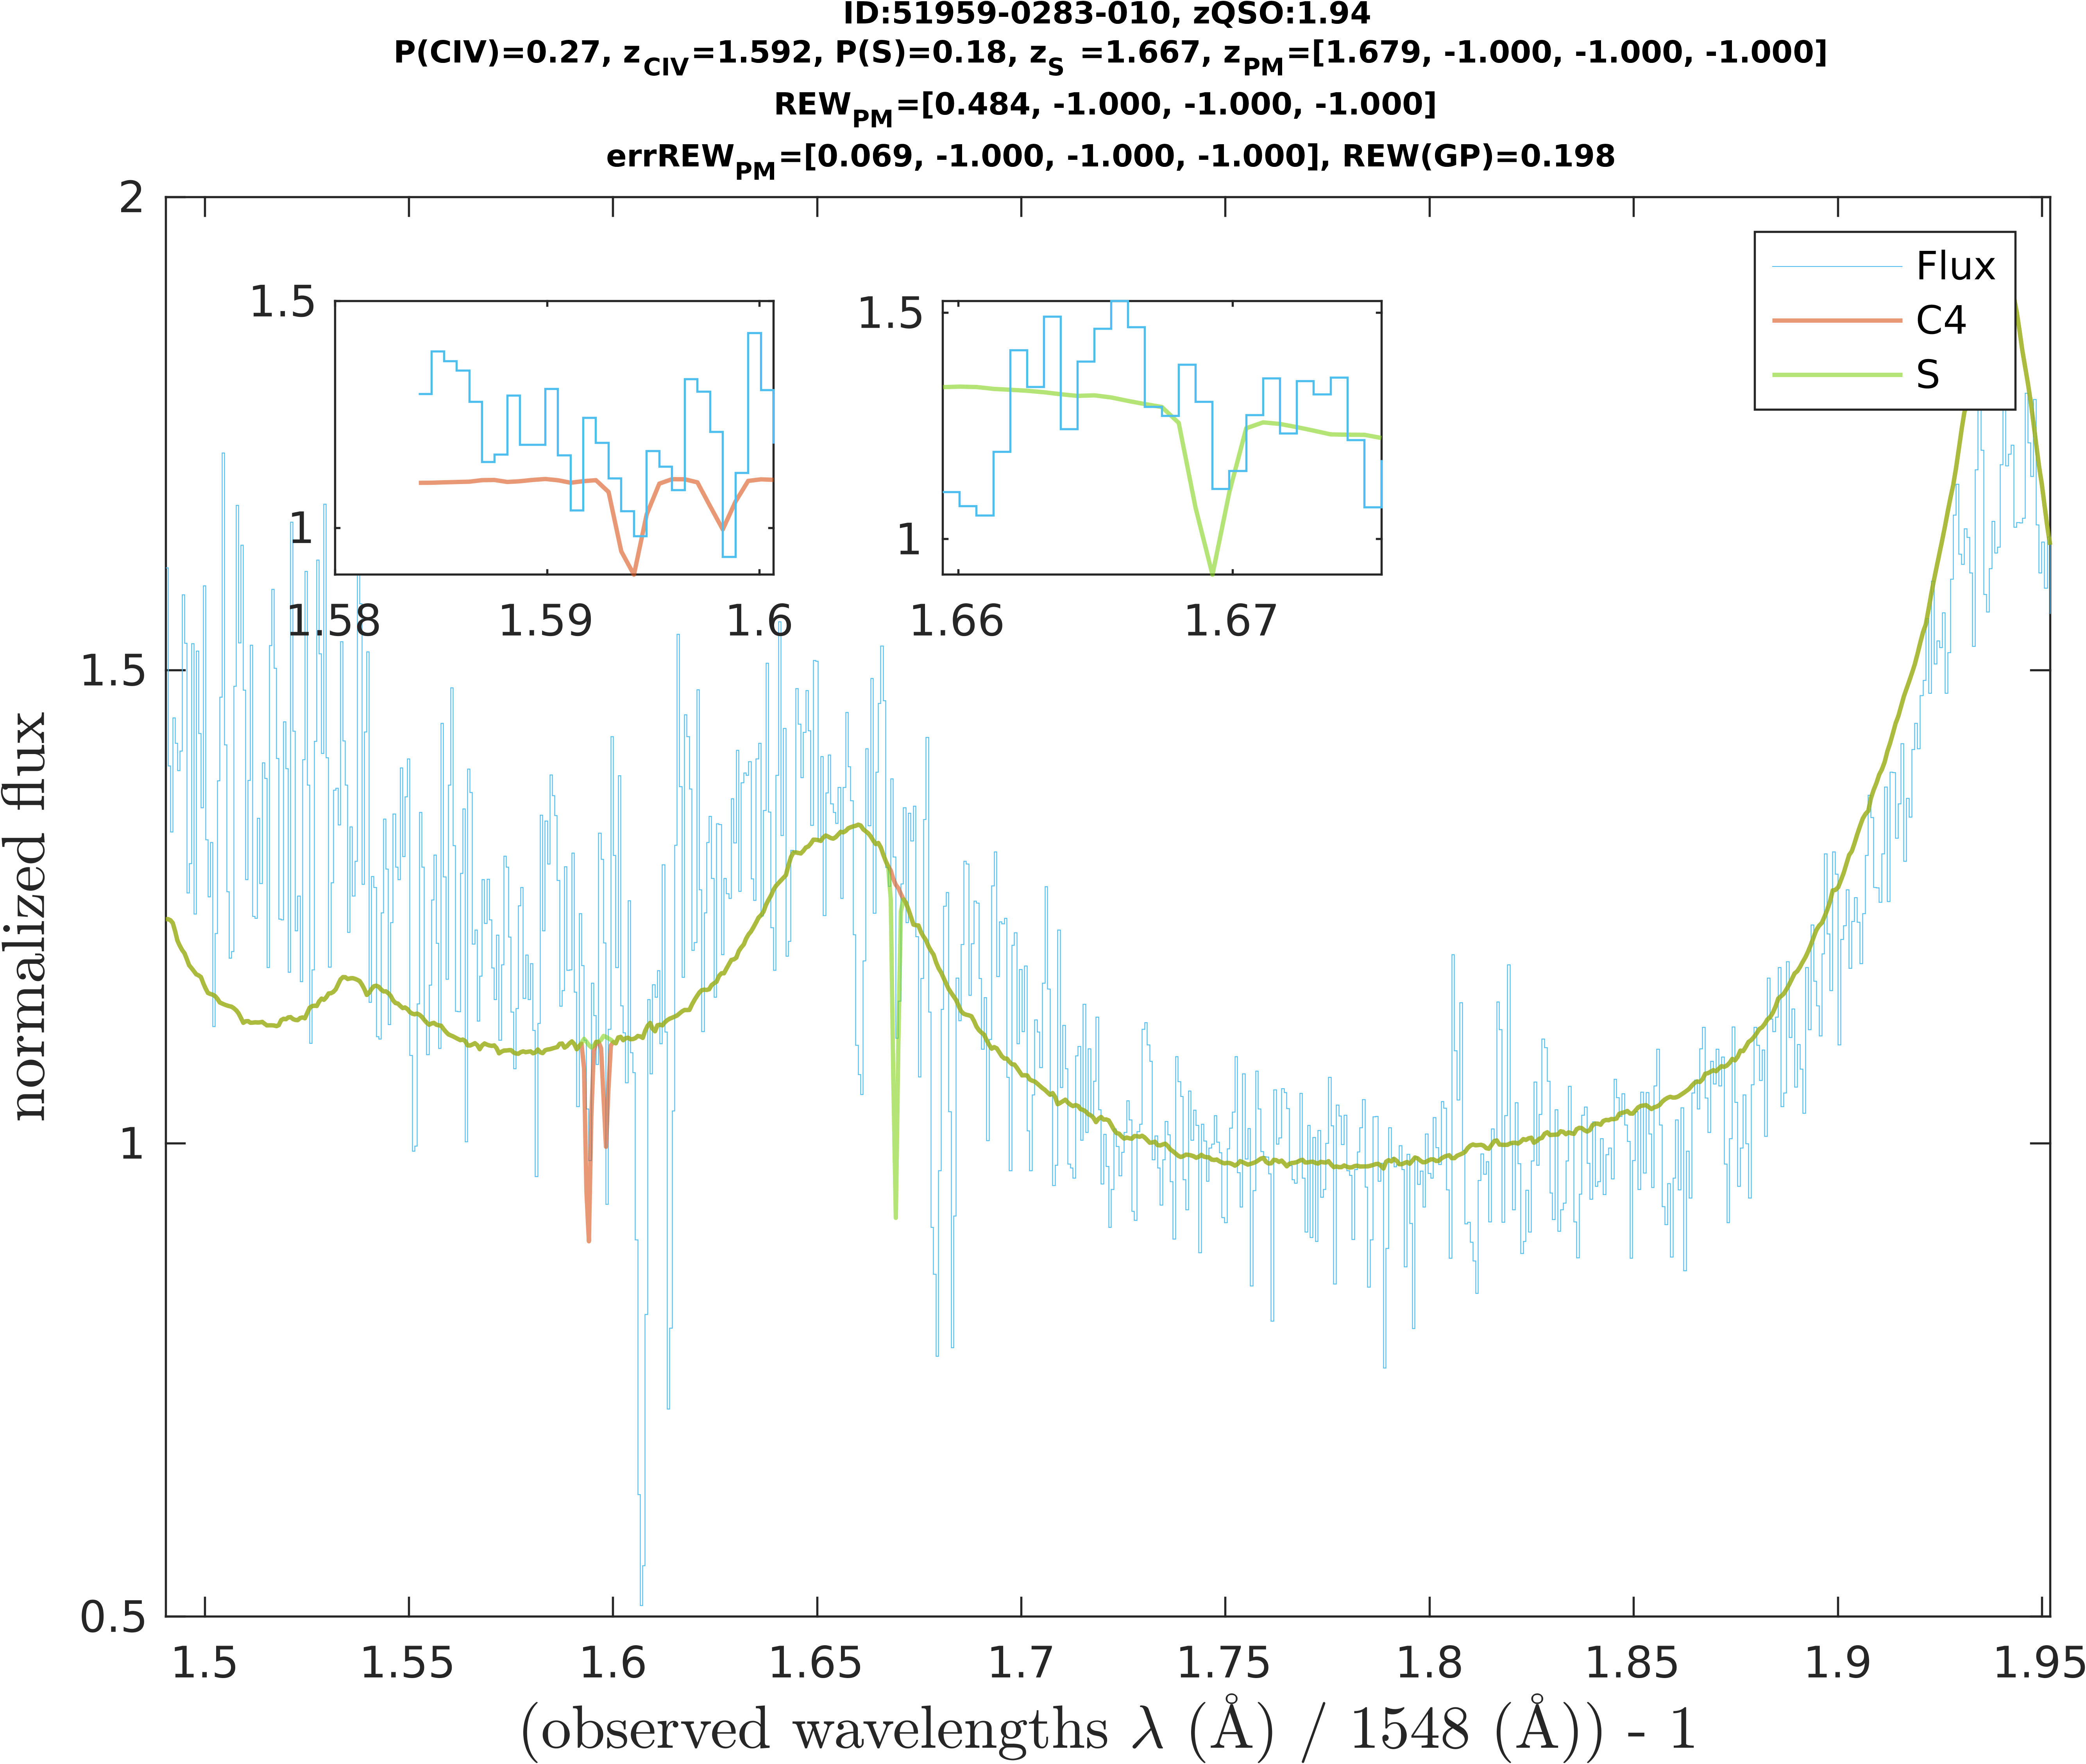 ID:51959-0283-010, zQSO:1.94
P(CIV)=0.27, zCIV=1.592, P(S)=0.18, zS =1.667, zPM=[1.679, -1.000, -1.000, -1.000]
REWPM=[0.484, -1.000, -1.000, -1.000]
errREWPM=[0.069, -1.000, -1.000, -1.000], REW(GP)=0.198
2
1.5
1
0.5
normalized flux
1.5
1
1.58
1.59
1.6
1.5
1
1.66
1.67
Flux
C4
S
1.5
1.55
1.6
1.65
1.7
1.75
1.8
1.85
1.9
1.95
(observed wavelengths λ (Å) / 1548 (Å)) - 1